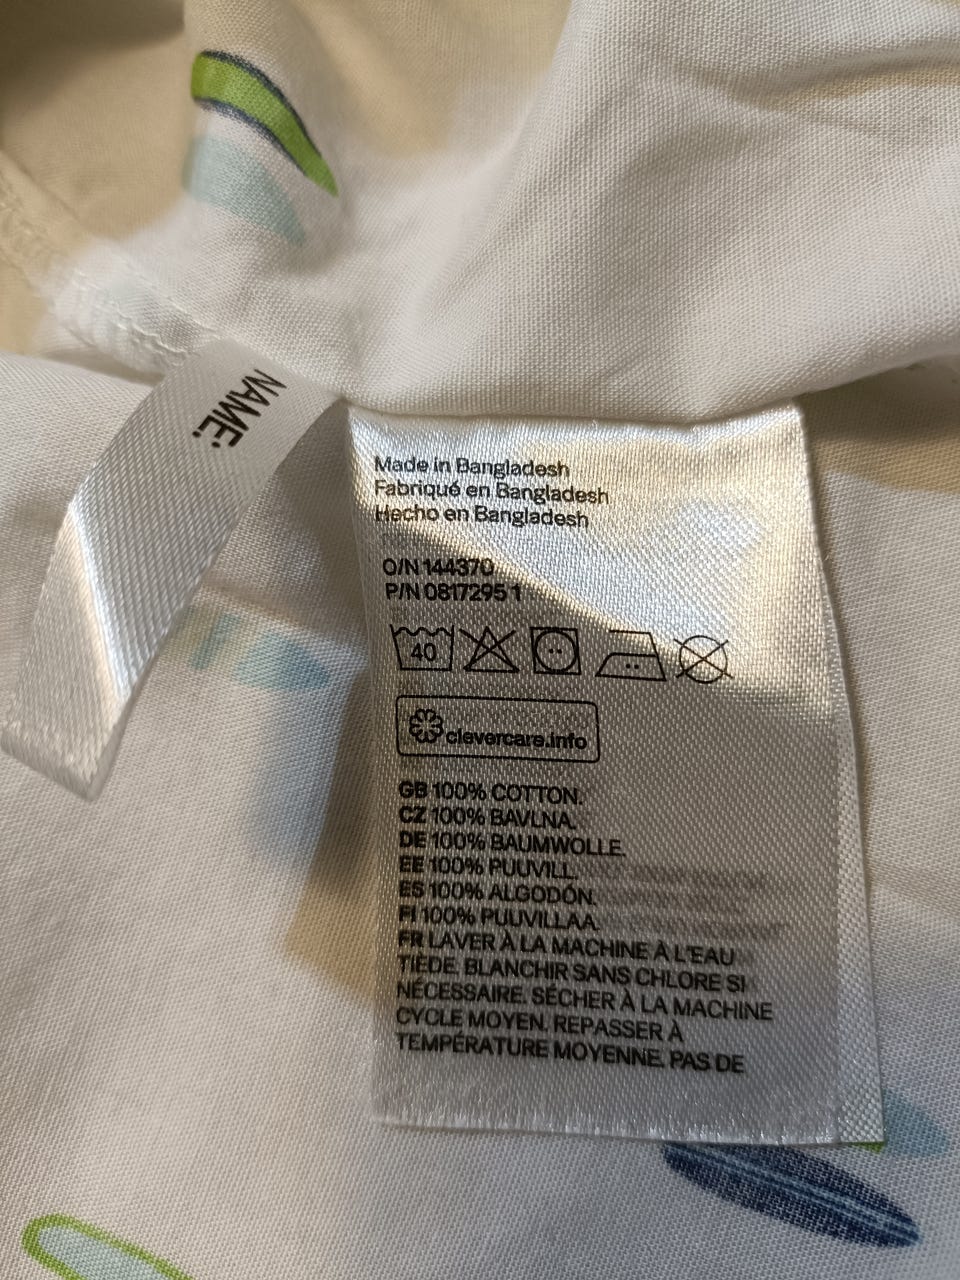 NAME:
Made in Bangladesh
Fabriqué en Bangladesh
Hecho en Bangladesh
O/N 144370
P/N 0817295 1
40
clevercare.info
GB 100% COTTON.
CZ 100% BAVLNA.
DE 100% BAUMWOLLE.
EE 100% PUUVILL.
ES 100% ALGODÓN.
FI 100% PUUVILLAA.
FR LAVER À LA MACHINE À L'EAU
TIÈDE. BLANCHIR SANS CHLORE SI
NÉCESSAIRE. SÉCHER À LA MACHINE
CYCLE MOYEN. REPASSER À
TEMPÉRATURE MOYENNE. PAS DE